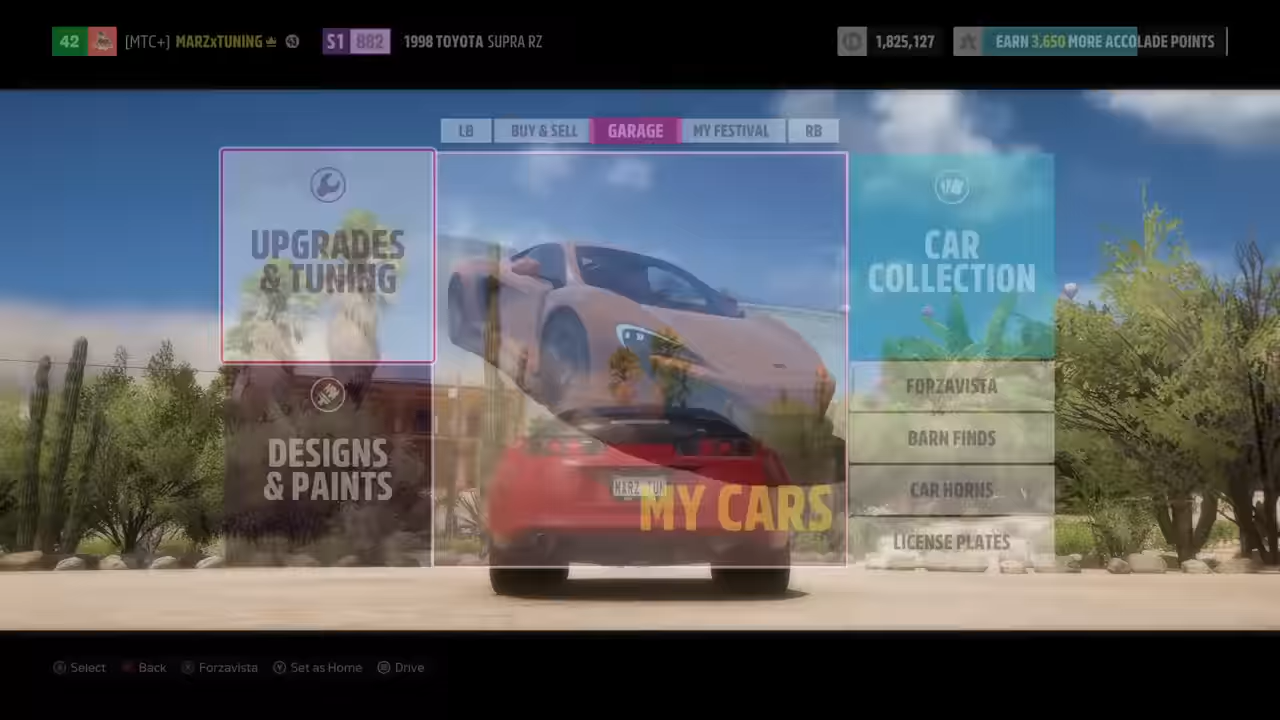 42 [MTC+] MARZxTUNING S1 882 1998 TOYOTA SUPRA RZ 1,825,127 EARN 3,650 MORE ACCOLADE POINTS
LB BUY & SELL GARAGE MY FESTIVAL RB
UPGRADES
& TUNING
CAR
COLLECTION
FORZAVISTA
BARN FINDS
DESIGNS
& PAINTS
MARZ TUN
MY CARS
CAR HORNS
LICENSE PLATES
Select Back Forzavista Set as Home Drive